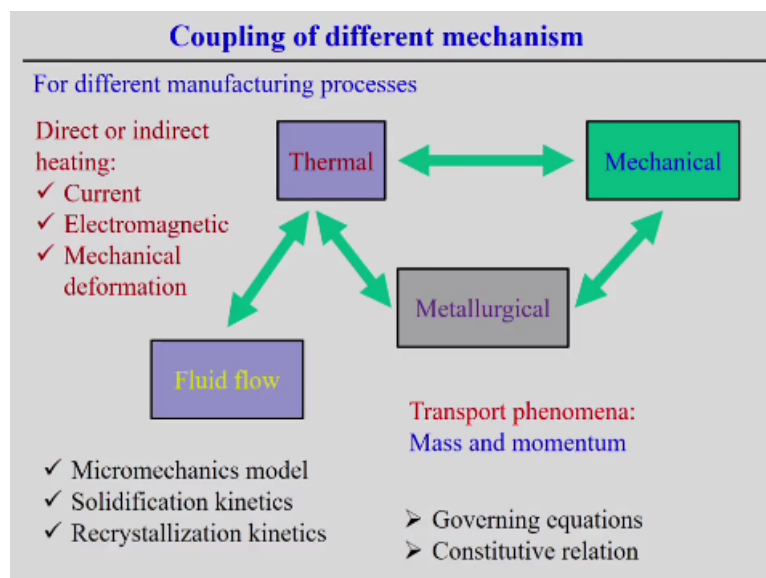 Coupling of different mechanism
For different manufacturing processes
Direct or indirect
heating:
✓ Current
✓ Electromagnetic
✓ Mechanical
deformation
Thermal
Mechanical
Metallurgical
Fluid flow
Transport phenomena:
Mass and momentum
✓ Micromechanics model
✓ Solidification kinetics
✓ Recrystallization kinetics
➢ Governing equations
➢ Constitutive relation